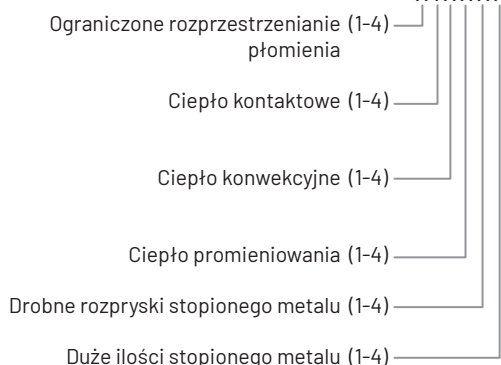 Ograniczone rozprzestrzenianie (1-4)
płomienia
Ciepło kontaktowe (1-4)
Ciepło konwekcyjne (1-4)
Ciepło promieniowania (1-4)
Drobne rozpryski stopionego metalu (1-4)
Duże ilości stopionego metalu (1-4)